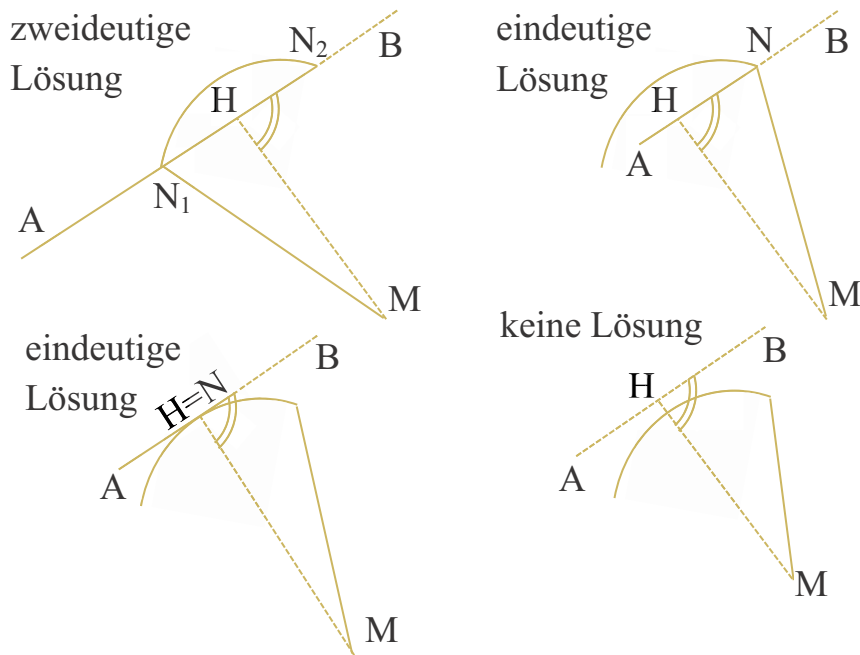 zweideutige
Lösung
N₂
B
H
N₁
A
M
eindeutige
Lösung
N
B
H
A
M
eindeutige
Lösung
B
H=N
A
M
keine Lösung
B
H
A
M